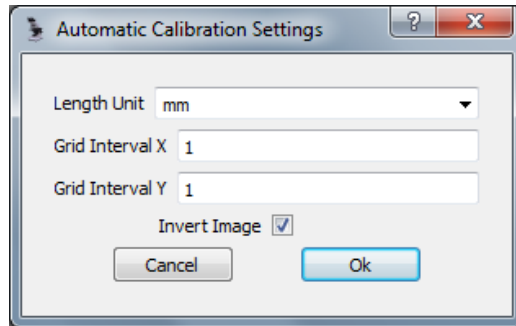 Automatic Calibration Settings
Length Unit mm
Grid Interval X 1
Grid Interval Y 1
Invert Image
Cancel Ok